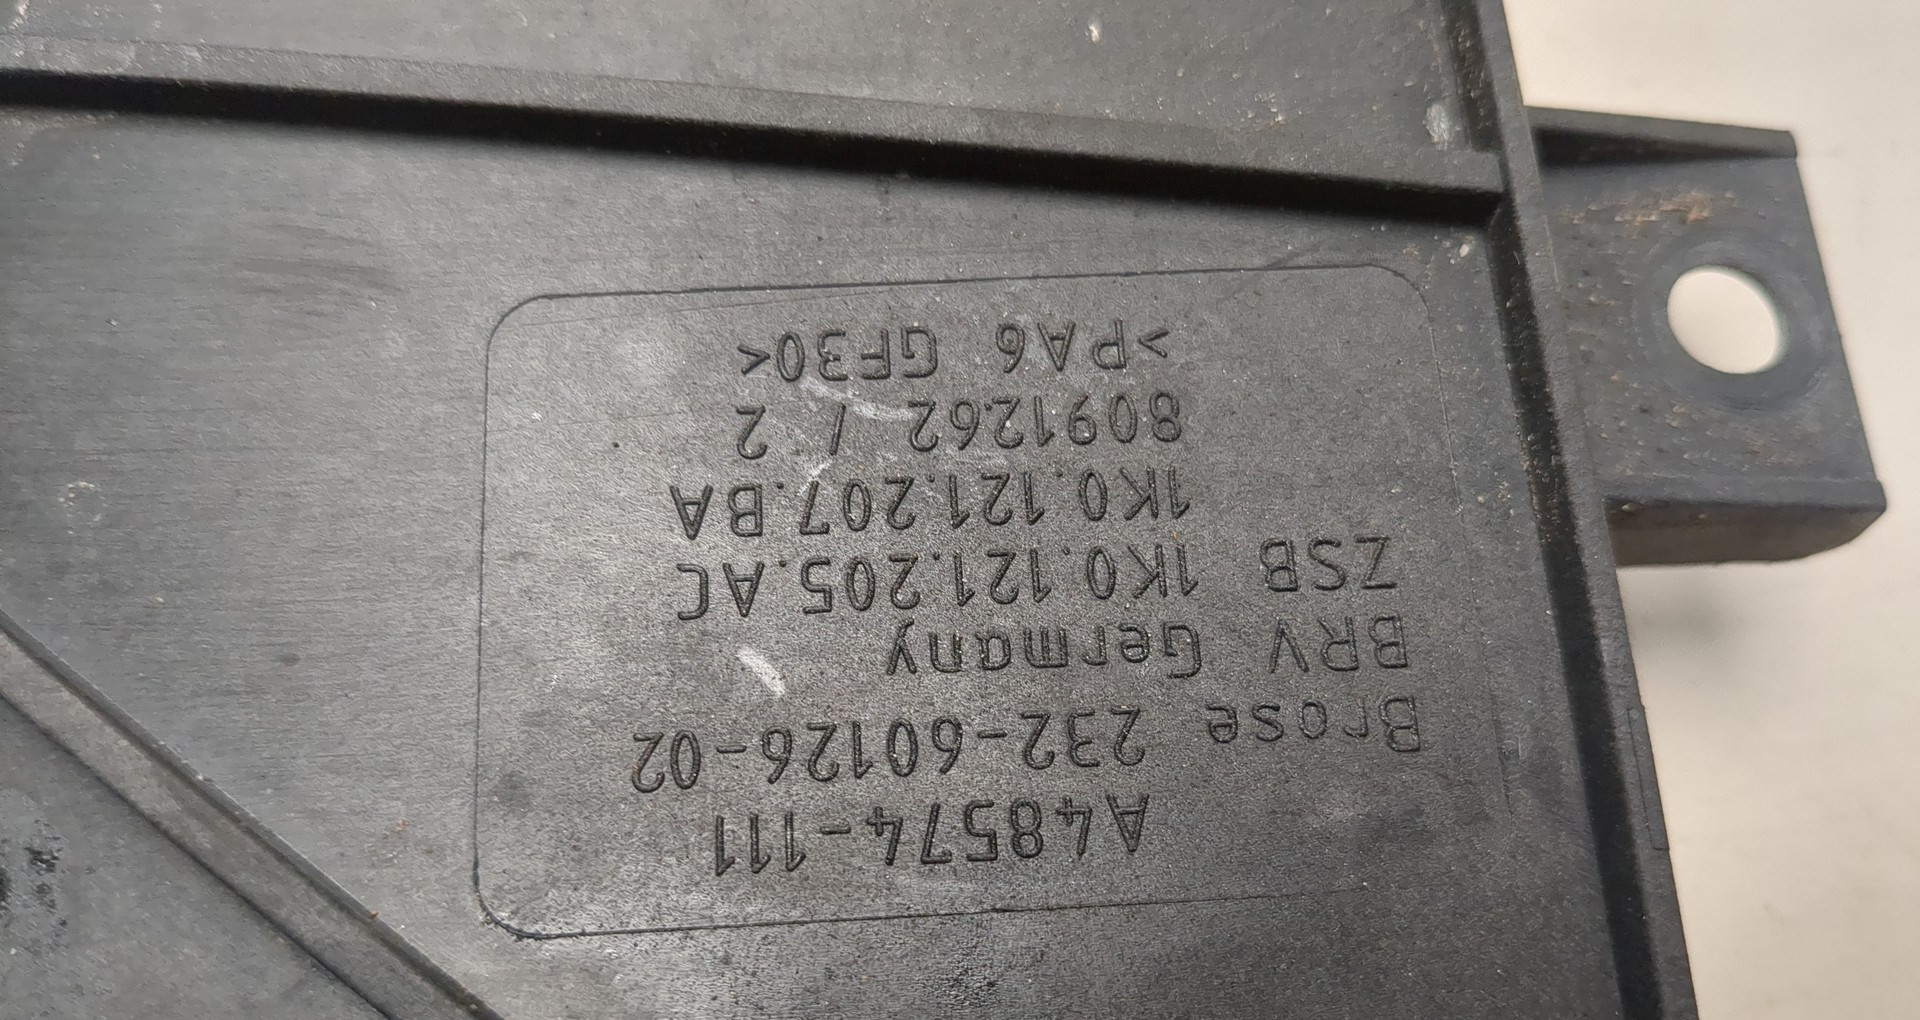 A48574-111
Brose 232-60126-02
BRV Germany
ZSB 1K0.121.205.AC
1K0.121.207.BA
8091262 / 2
>PA6 GF30<